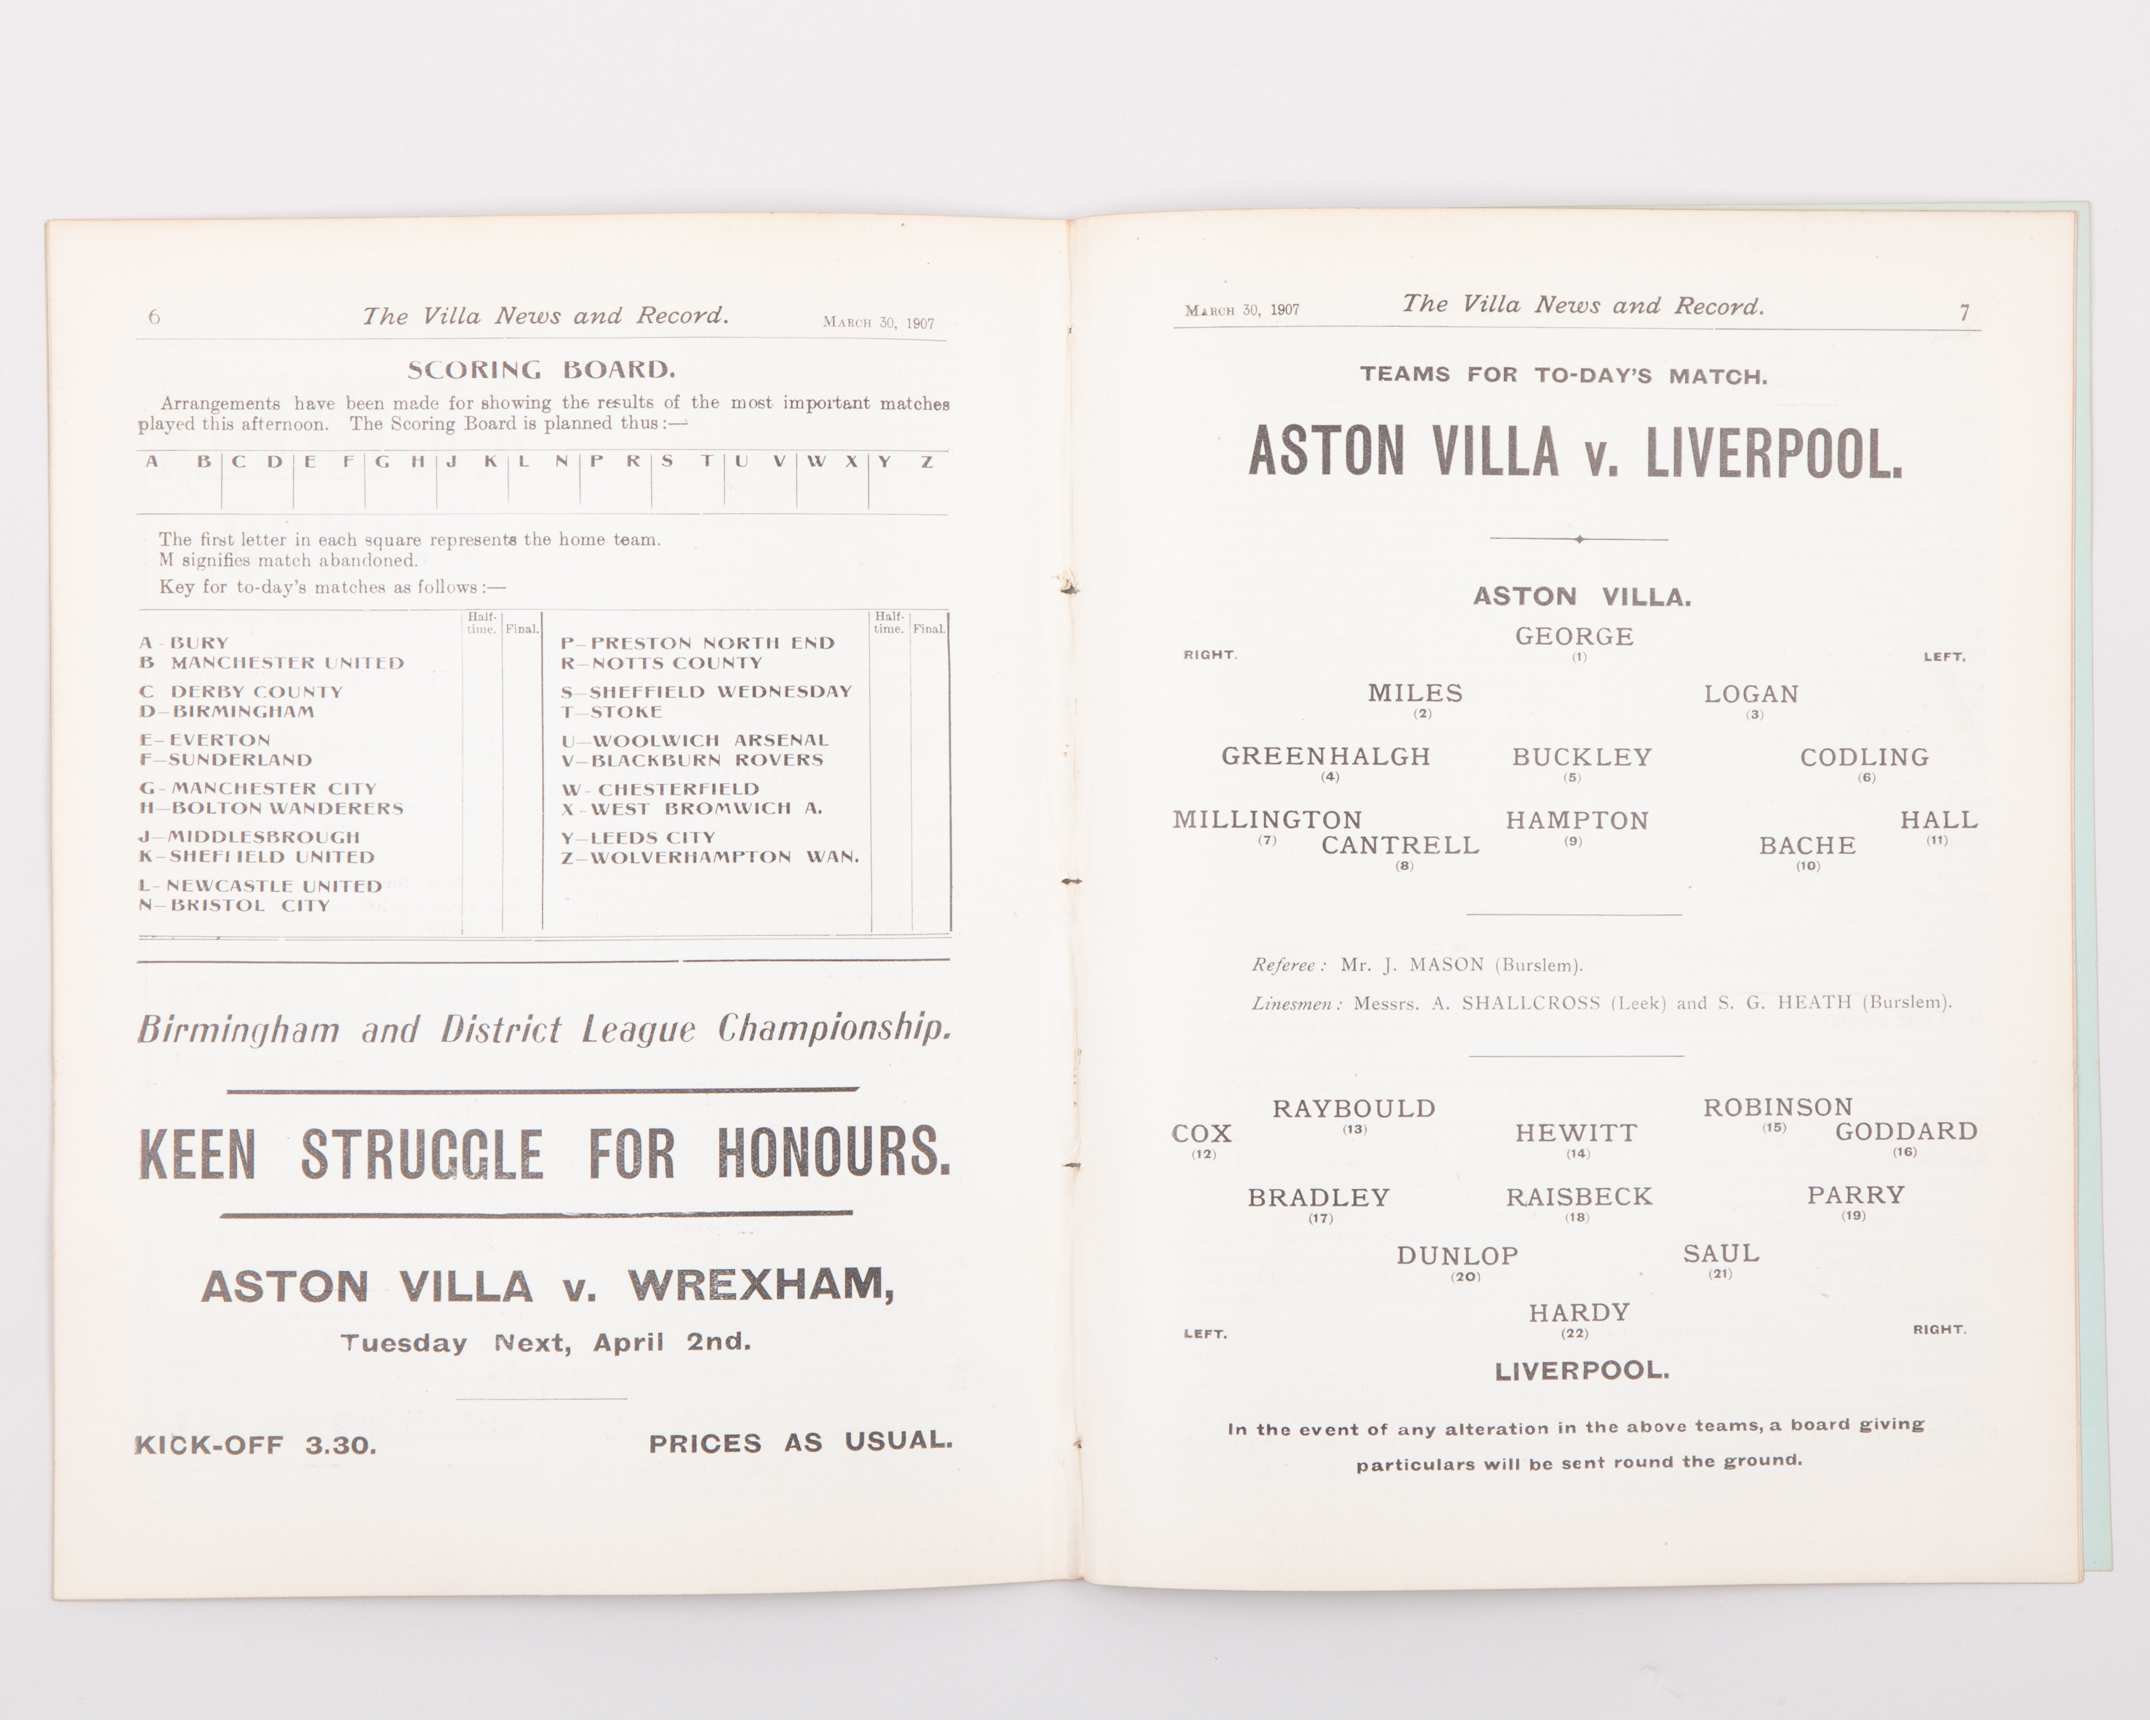 6 The Villa News and Record. March 30, 1907
SCORING BOARD.
Arrangements have been made for showing the results of the most important matches
played this afternoon. The Scoring Board is planned thus:—
A B C D E F G H J K L N P R S T U V W X Y Z
The first letter in each square represents the home team.
M signifies match abandoned.
Key for to-day's matches as follows:—
Half-time. Final.
A-BURY
B MANCHESTER UNITED
C DERBY COUNTY
D—BIRMINGHAM
E—EVERTON
F—SUNDERLAND
G-MANCHESTER CITY
H—BOLTON WANDERERS
J—MIDDLESBROUGH
K—SHEFFIELD UNITED
L-NEWCASTLE UNITED
N—BRISTOL CITY
Half-time. Final.
P—PRESTON NORTH END
R—NOTTS COUNTY
S—SHEFFIELD WEDNESDAY
T—STOKE
U—WOOLWICH ARSENAL
V—BLACKBURN ROVERS
W-CHESTERFIELD
X-WEST BROMWICH A.
Y—LEEDS CITY
Z—WOLVERHAMPTON WAN.
Birmingham and District League Championship.
KEEN STRUGGLE FOR HONOURS.
ASTON VILLA v. WREXHAM,
Tuesday Next, April 2nd.
KICK-OFF 3.30. PRICES AS USUAL.
March 30, 1907 The Villa News and Record. 7
TEAMS FOR TO-DAY'S MATCH.
ASTON VILLA v. LIVERPOOL.
ASTON VILLA.
GEORGE
(1)
RIGHT. LEFT,
MILES LOGAN
(2) (3)
GREENHALGH BUCKLEY CODLING
(4) (5) (6)
MILLINGTON HAMPTON HALL
(7) (9) (11)
CANTRELL BACHE
(8) (10)
Referee: Mr. J. MASON (Burslem).
Linesmen: Messrs. A. SHALLCROSS (Leek) and S. G. HEATH (Burslem).
RAYBOULD ROBINSON
(13) (15)
COX HEWITT GODDARD
(12) (14) (16)
BRADLEY RAISBECK PARRY
(17) (18) (19)
DUNLOP SAUL
(20) (21)
HARDY
(22)
LEFT. RIGHT.
LIVERPOOL.
In the event of any alteration in the above teams, a board giving
particulars will be sent round the ground.